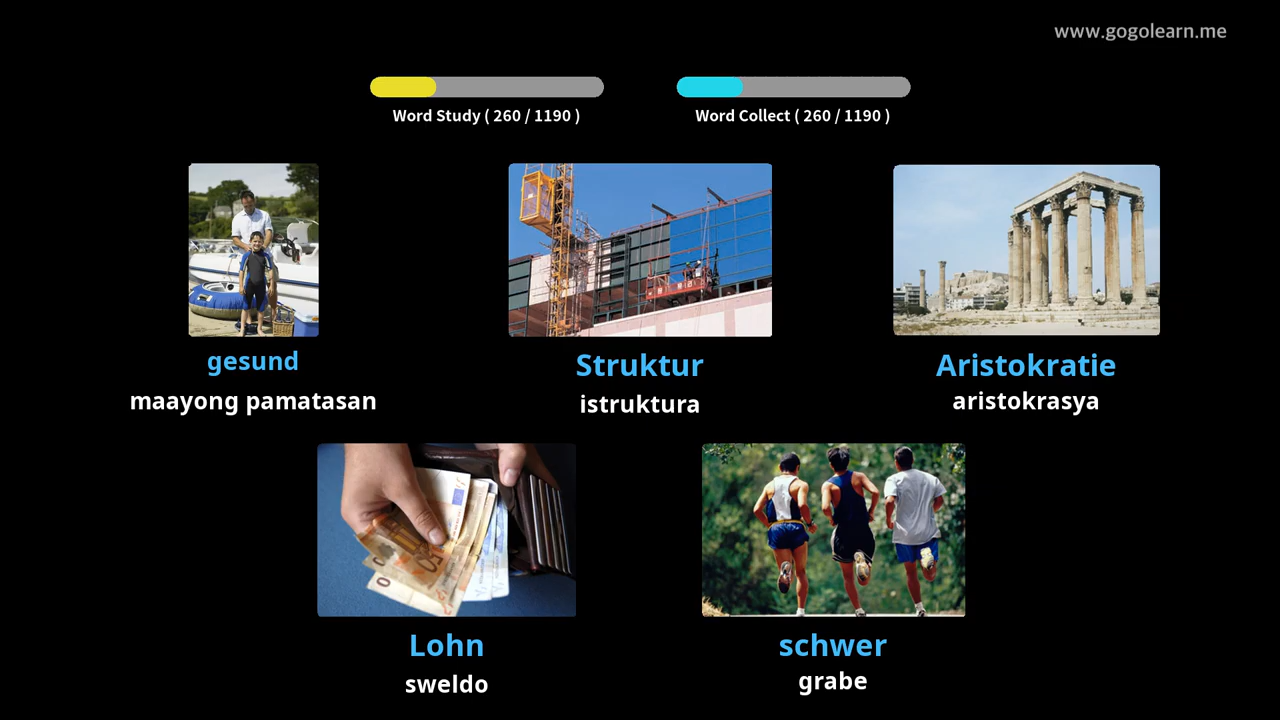 www.gogolearn.me
Word Study ( 260 / 1190 )
Word Collect ( 260 / 1190 )
gesund
maayong pamatasan
Struktur
istruktura
Aristokratie
aristokrasya
Lohn
sweldo
schwer
grabe